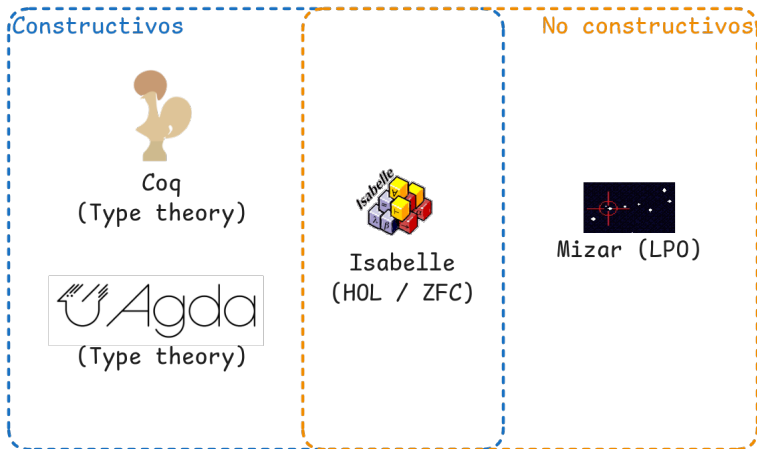 Constructivos
No constructivos
Coq
(Type theory)
Agda
(Type theory)
Isabelle
Isabelle
(HOL / ZFC)
Mizar (LPO)